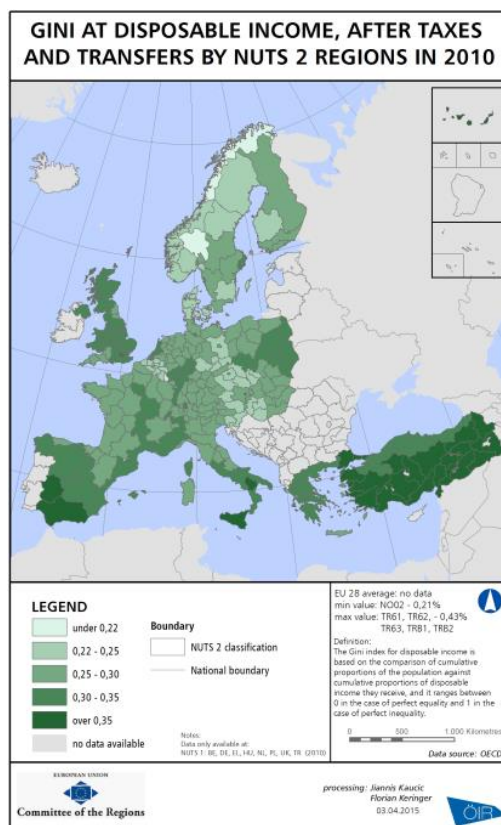 GINI AT DISPOSABLE INCOME, AFTER TAXES
AND TRANSFERS BY NUTS 2 REGIONS IN 2010
LEGEND
under 0,22
0,22 - 0,25
0,25 - 0,30
0,30 - 0,35
over 0,35
no data available
Boundary
NUTS 2 classification
National boundary
Notes:
Data only available at:
NUTS 1: BE, DE, EL, HU, NL, PL, UK, TR (2010)
EU 28 average: no data
min value: NO02 - 0,21%
max value: TR61, TR62, - 0,43%
TR63, TRB1, TRB2
Definition:
The Gini index for disposable income is
based on the comparison of cumulative
proportions of the population against
cumulative proportions of disposable
income they receive, and it ranges between
0 in the case of perfect equality and 1 in the
case of perfect inequality.
0 500 1.000 Kilometres
Data source: OECD
EUROPEAN UNION
Committee of the Regions
processing: Jiannis Kaucic
Florian Keringer
03.04.2015
ÖIR